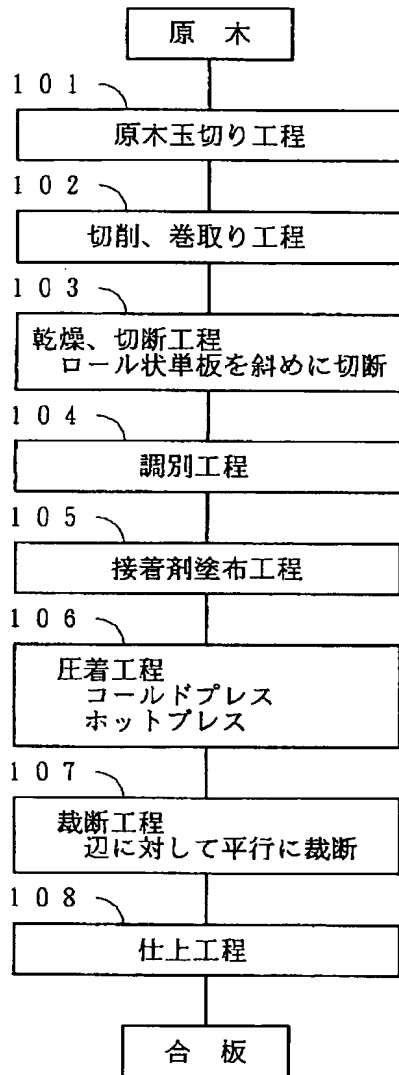 原 木
101
原木玉切り工程
102
切削、巻取り工程
103
乾燥、切断工程
ロール状単板を斜めに切断
104
調別工程
105
接着剤塗布工程
106
圧着工程
コールドプレス
ホットプレス
107
裁断工程
辺に対して平行に裁断
108
仕上工程
合 板